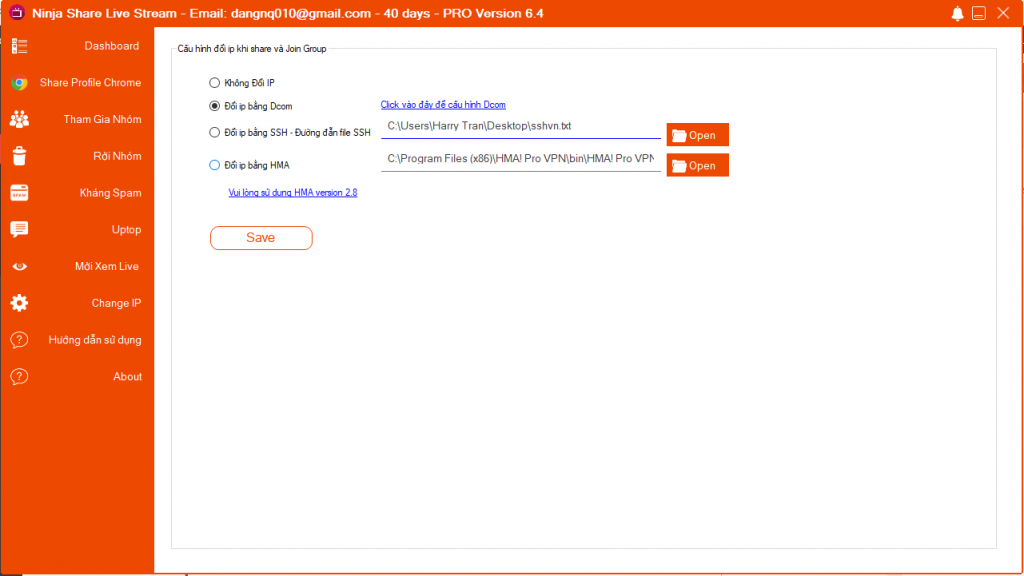 Ninja Share Live Stream - Email: dangnq010@gmail.com - 40 days - PRO Version 6.4
Dashboard
Share Profile Chrome
Tham Gia Nhóm
Rời Nhóm
Kháng Spam
Uptop
Mời Xem Live
Change IP
Hướng dẫn sử dụng
About
Cấu hình đổi ip khi share và Join Group
Không Đổi IP
Đổi ip bằng Dcom
Click vào đây để cấu hình Dcom
Đổi ip bằng SSH - Đường dẫn file SSH
C:\Users\Harry Tran\Desktop\sshvn.txt
Open
Đổi ip bằng HMA
C:\Program Files (x86)\HMA! Pro VPN\bin\HMA! Pro VPN
Open
Vui lòng sử dụng HMA version 2.8
Save